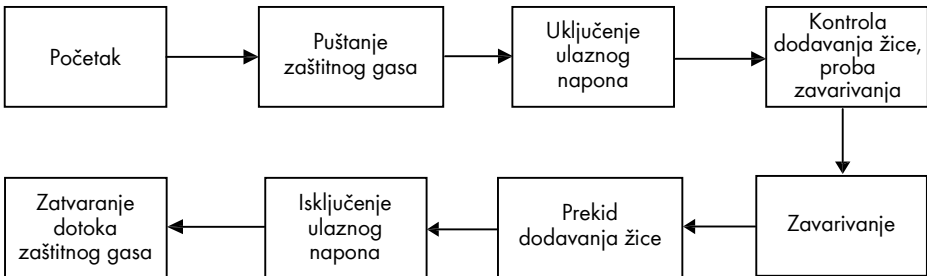 Početak
Puštanje
zaštitnog gasa
Uključenje
ulaznog
napona
Kontrola
dodavanja žice,
proba
zavarivanja
Zavarivanje
Prekid
dodavanja žice
Isključenje
ulaznog
napona
Zatvaranje
dotoka
zaštitnog gasa